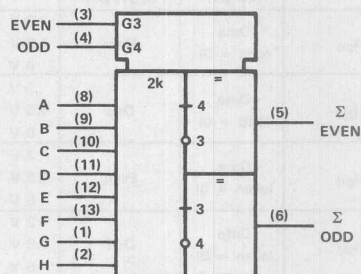 EVEN (3) G3
ODD (4) G4
2k =
A (8) 4
B (9) (5) Σ EVEN
C (10) 3
D (11) =
E (12) 3
F (13) (6) Σ ODD
G (1) 4
H (2)